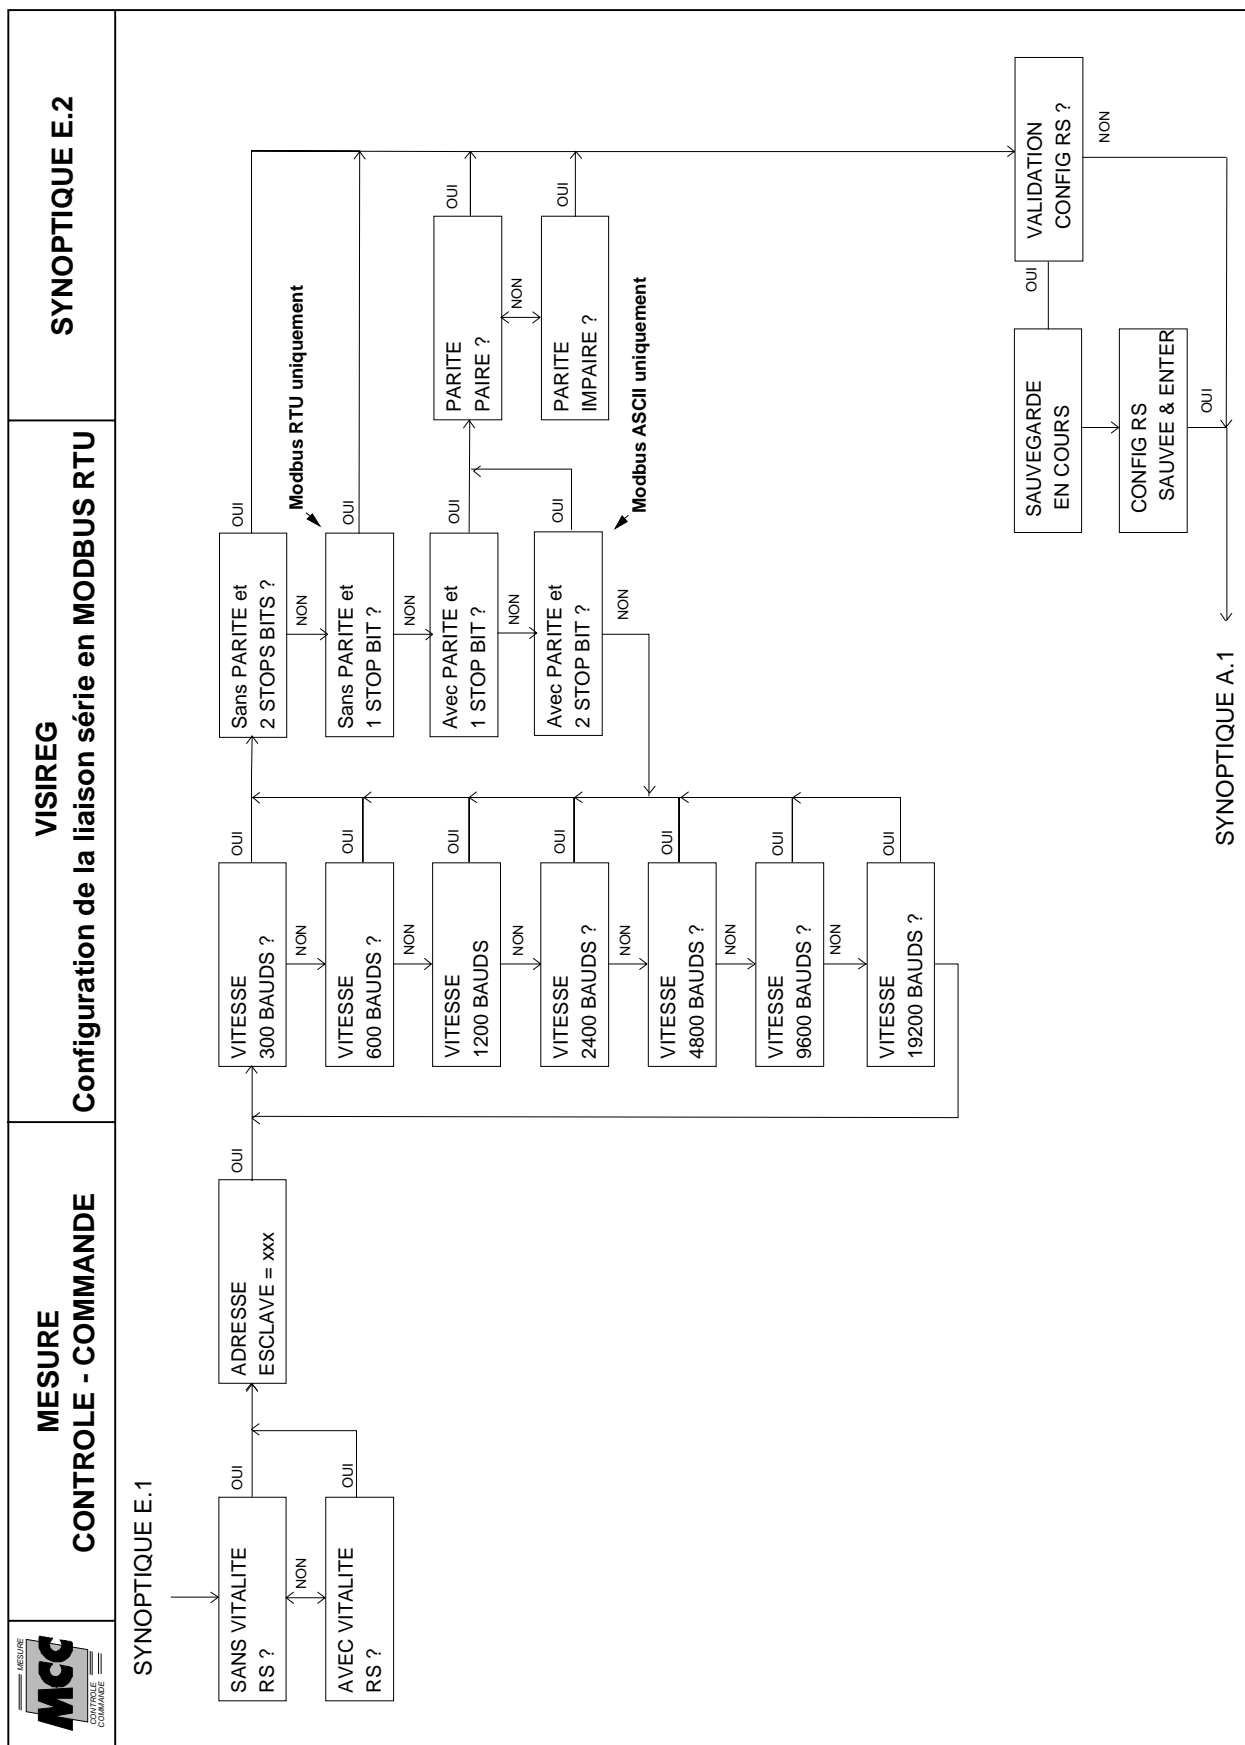 MESURE
MCC
CONTROLE
COMMANDE
MESURE
CONTROLE - COMMANDE
VISIREG
Configuration de la liaison série en MODBUS RTU
SYNOPTIQUE E.2
SYNOPTIQUE E.1
SANS VITALITE
RS ?
OUI
NON
AVEC VITALITE
RS ?
OUI
ADRESSE
ESCLAVE = xxx
OUI
VITESSE
300 BAUDS ?
OUI
NON
VITESSE
600 BAUDS ?
OUI
NON
VITESSE
1200 BAUDS
OUI
NON
VITESSE
2400 BAUDS ?
OUI
NON
VITESSE
4800 BAUDS ?
OUI
NON
VITESSE
9600 BAUDS ?
OUI
NON
VITESSE
19200 BAUDS ?
OUI
Sans PARITE et
2 STOPS BITS ?
OUI
NON
Modbus RTU uniquement
Sans PARITE et
1 STOP BIT ?
OUI
NON
Avec PARITE et
1 STOP BIT ?
OUI
NON
Avec PARITE et
2 STOP BIT ?
OUI
NON
Modbus ASCII uniquement
PARITE
PAIRE ?
OUI
NON
PARITE
IMPAIRE ?
OUI
VALIDATION
CONFIG RS ?
OUI
NON
SAUVEGARDE
EN COURS
CONFIG RS
SAUVEE & ENTER
OUI
SYNOPTIQUE A.1